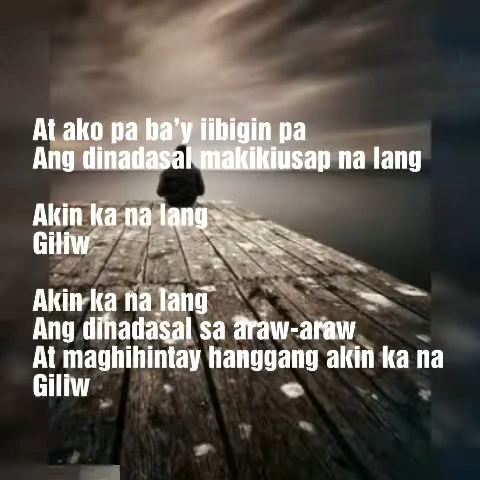 At ako pa ba'y iibigin pa
Ang dinadasal makikiusap na lang
Akin ka na lang
Giliw
Akin ka na lang
Ang dinadasal sa araw-araw
At maghihintay hanggang akin ka na
Giliw